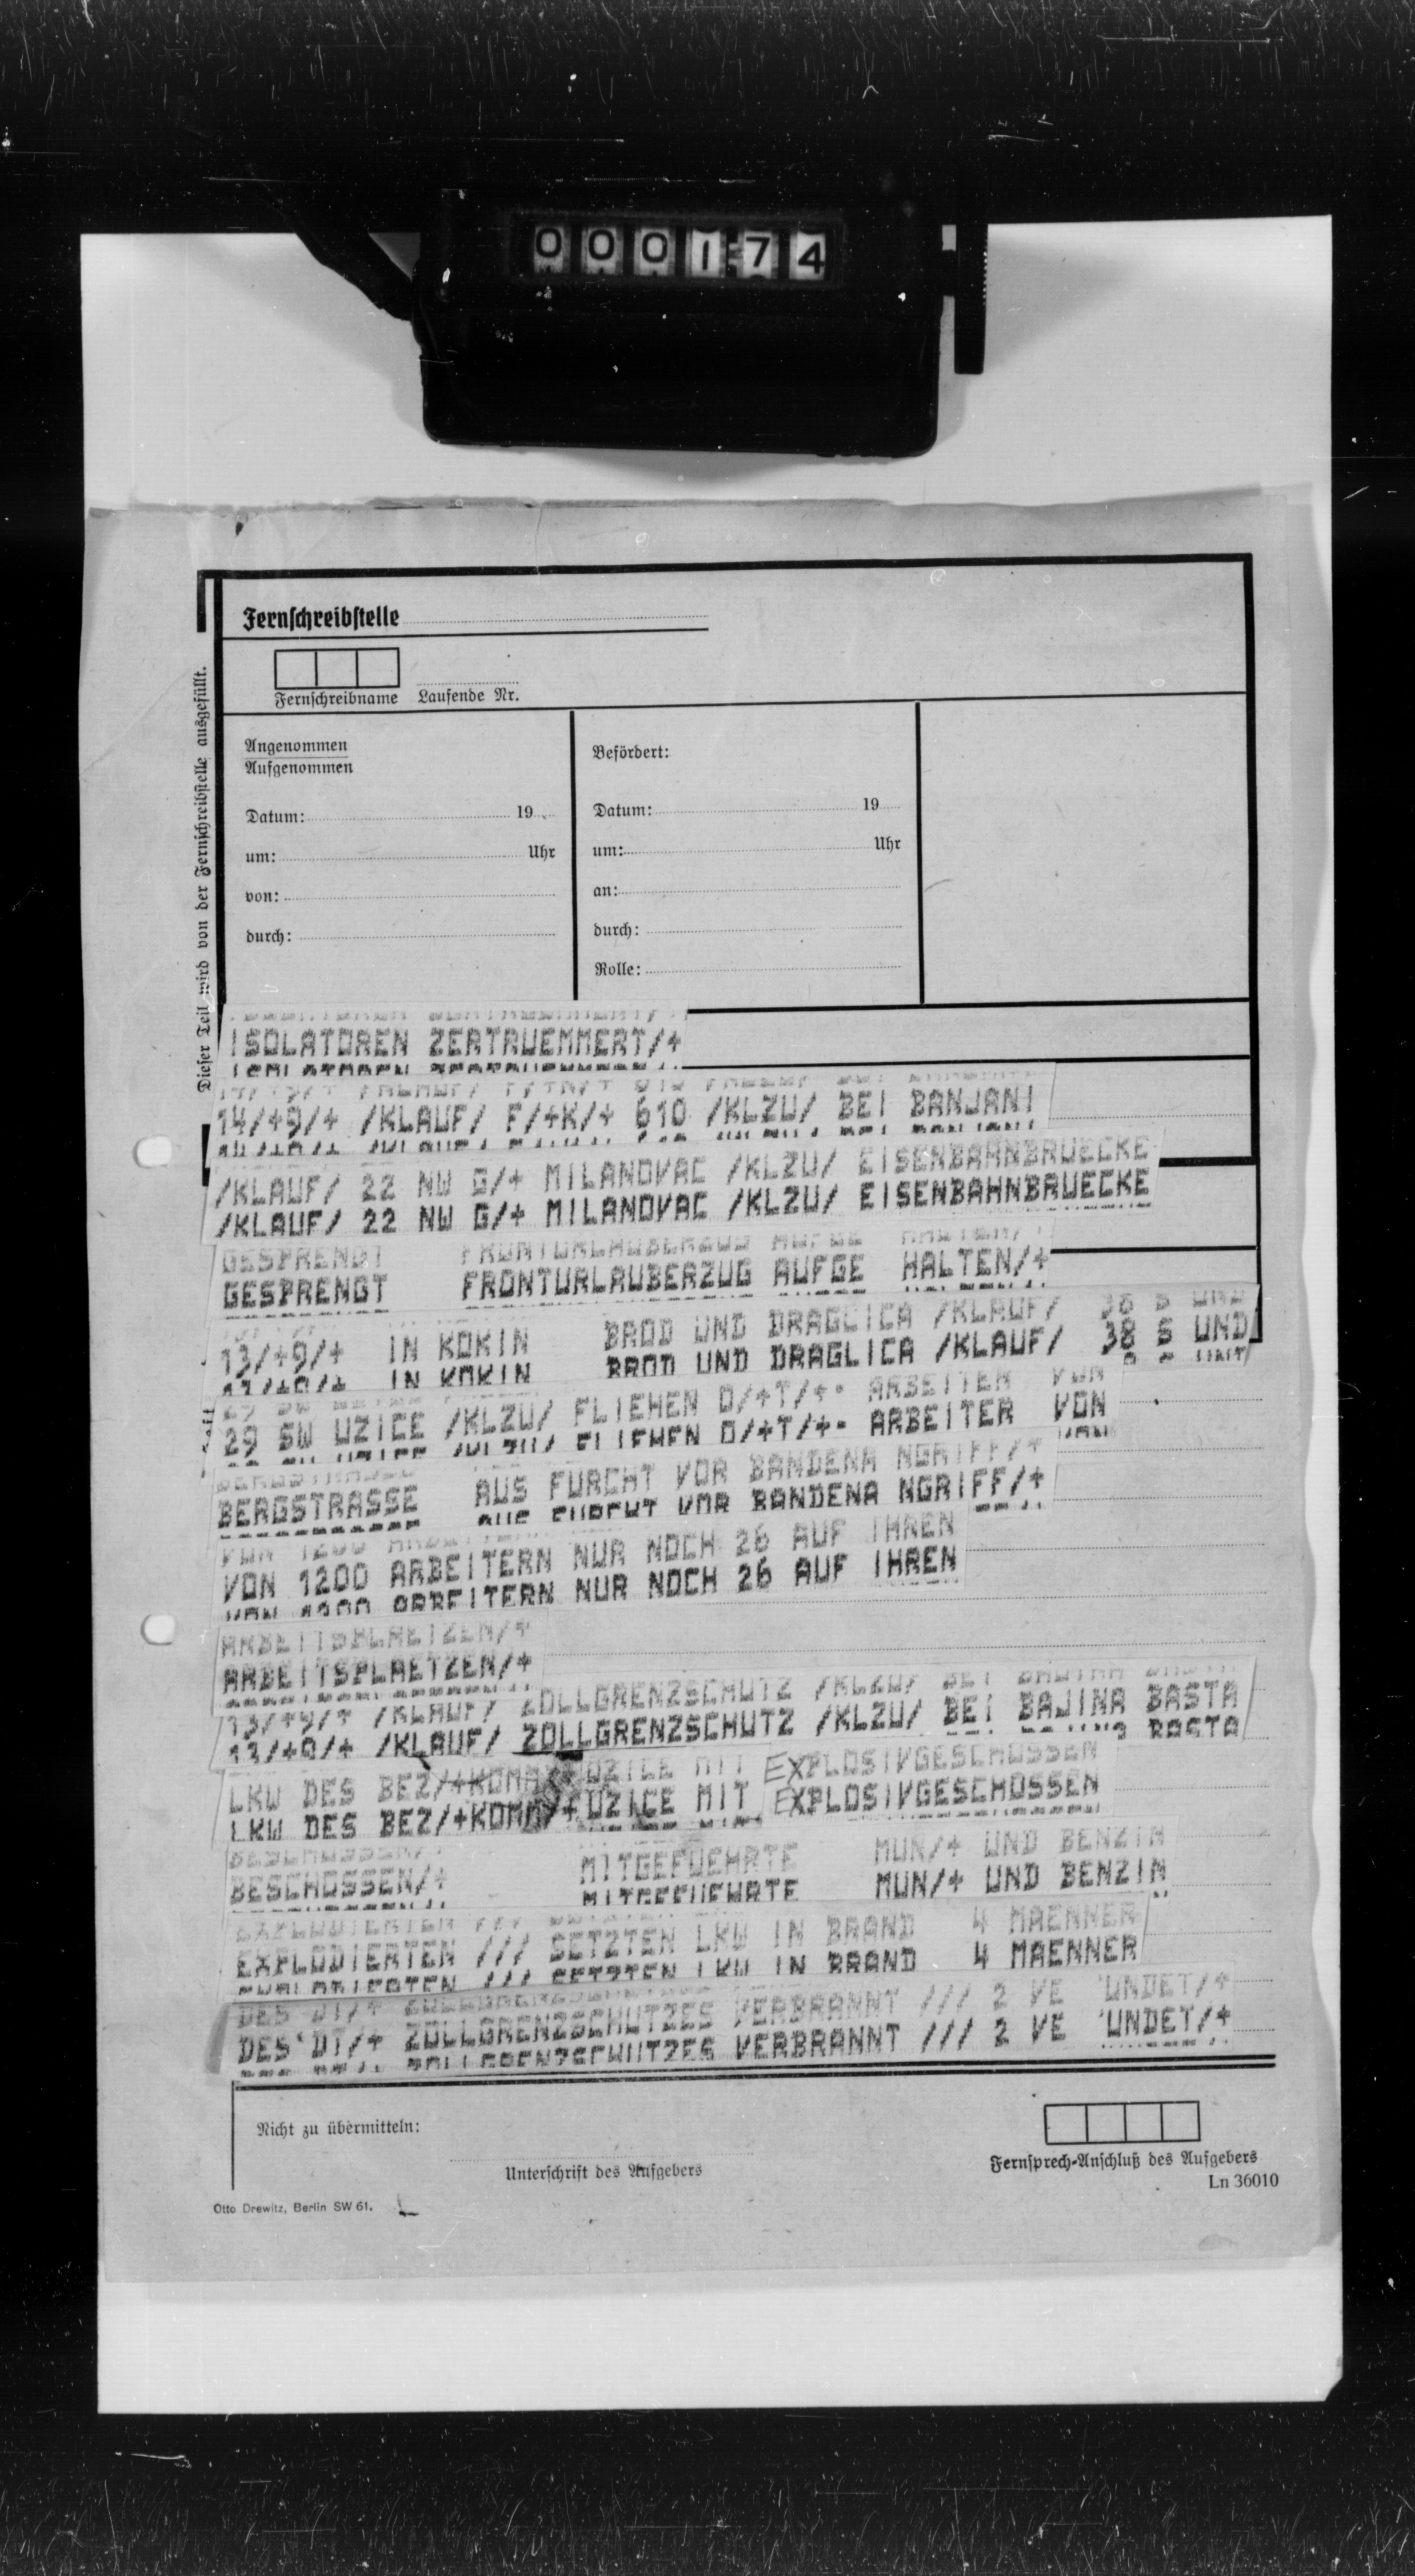 000174
Fernschreibstelle
Fernschreibname Laufende Nr.
Dieser Teil wird von der Fernschreibstelle ausgefüllt.
Angenommen
Aufgenommen
Datum: 19
um: Uhr
von:
durch:
Befördert:
Datum: 19
um: Uhr
an:
durch:
Rolle:
ISOLATOREN ZERTRUEMMERT/+
14/+9/+ /KLAUF/ F/+K/+ 610 /KLZU/ BEI BANJANI
/KLAUF/ 22 NW G/+ MILANOVAC /KLZU/ EISENBAHNBRUECKE
GESPRENGT FRONTURLAUBERZUG AUFGE HALTEN/+
13/+9/+ IN KOKIN BROD UND DRAGLICA /KLAUF/ 38 S UND
29 SW UZICE /KLZU/ FLIEHEN O/+T/+- ARBEITER VON
BERGSTRASSE AUS FURCHT VOR BANDENA NGRIFF/+
VON 1200 ARBEITERN NUR NOCH 26 AUF IHREN
ARBEITSPLAETZEN/+
13/+9/+ /KLAUF/ ZOLLGRENZSCHUTZ /KLZU/ BEI BAJINA BASTA
LKW DES BEZ/+KOMM/+ UZICE MIT EXPLOSIVGESCHOSSEN
BESCHOSSEN/+ MITGEFUEHRTE MUN/+ UND BENZIN
EXPLODIERTEN /// SETZTEN LKW IN BRAND 4 MAENNER
DES DT/+ ZOLLGRENZSCHUTZES VERBRANNT /// 2 VE UNDET/+
Nicht zu übermitteln:
Unterschrift des Aufgebers
Fernsprech-Anschluß des Aufgebers
Ln 36010
Otto Drewitz, Berlin SW 61.